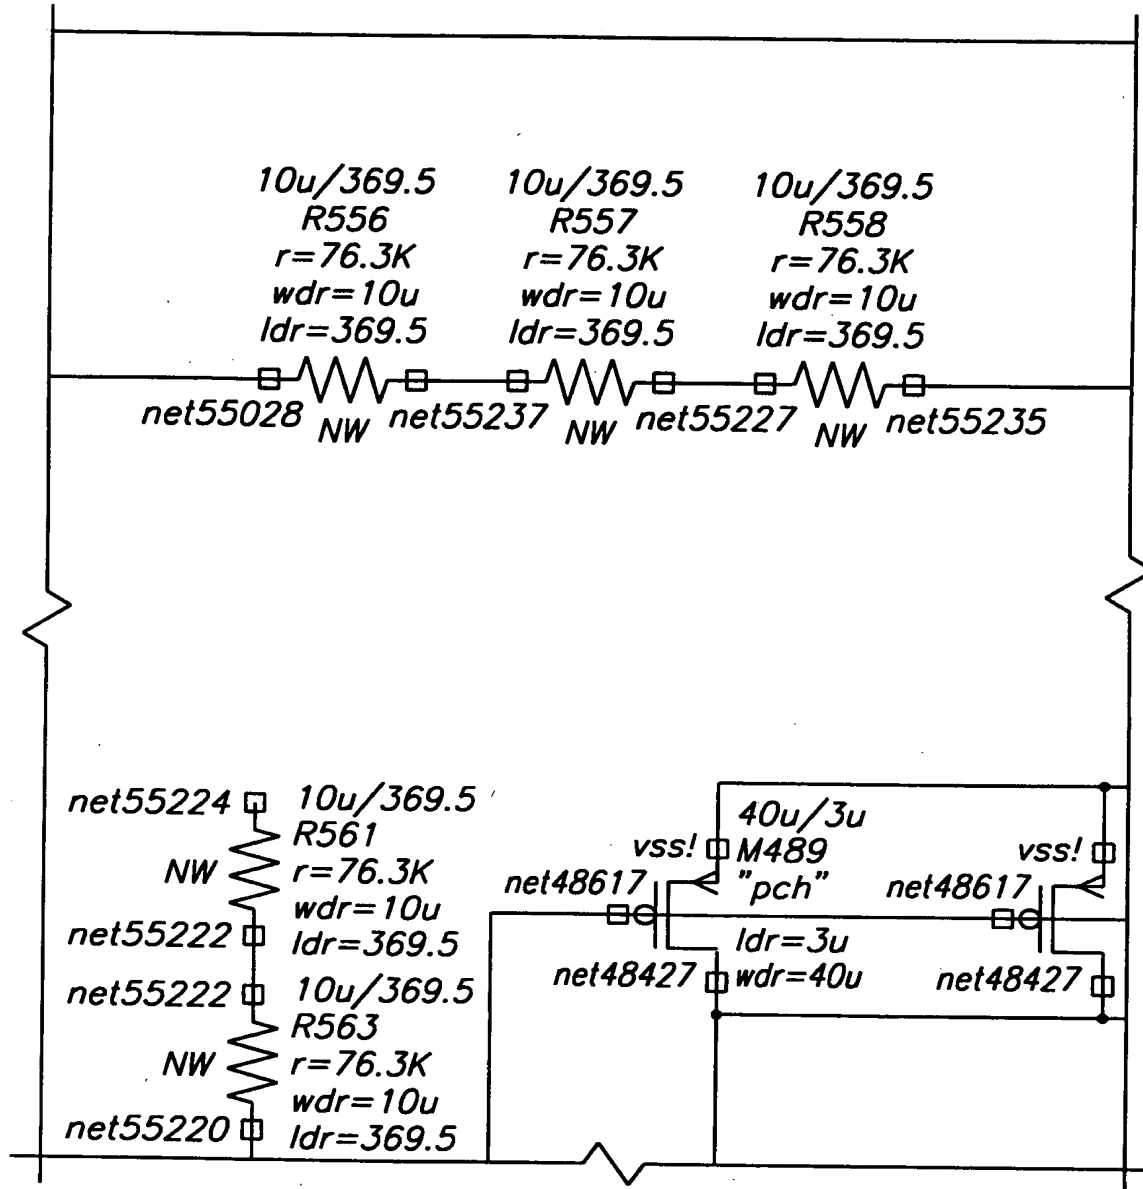 10u/369.5
R556
r=76.3K
wdr=10u
ldr=369.5
10u/369.5
R557
r=76.3K
wdr=10u
ldr=369.5
10u/369.5
R558
r=76.3K
wdr=10u
ldr=369.5
net55028
NW
net55237
NW
net55227
NW
net55235
net55224
10u/369.5
R561
NW
r=76.3K
wdr=10u
net55222
ldr=369.5
net55222
10u/369.5
R563
NW
r=76.3K
wdr=10u
net55220
ldr=369.5
40u/3u
vss!
M489
"pch"
net48617
ldr=3u
net48427
wdr=40u
vss!
net48617
net48427